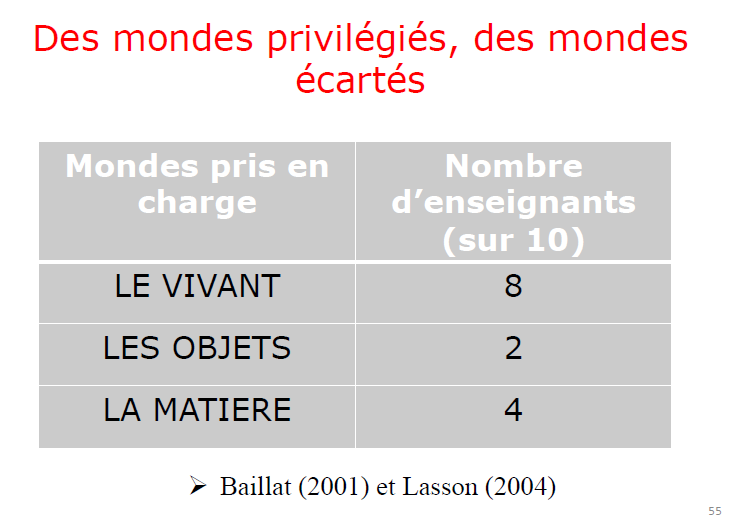 Des mondes privilégiés, des mondes
écartés
Mondes pris en
charge
Nombre
d’enseignants
(sur 10)
LE VIVANT 8
LES OBJETS 2
LA MATIERE 4
➢ Baillat (2001) et Lasson (2004)
55